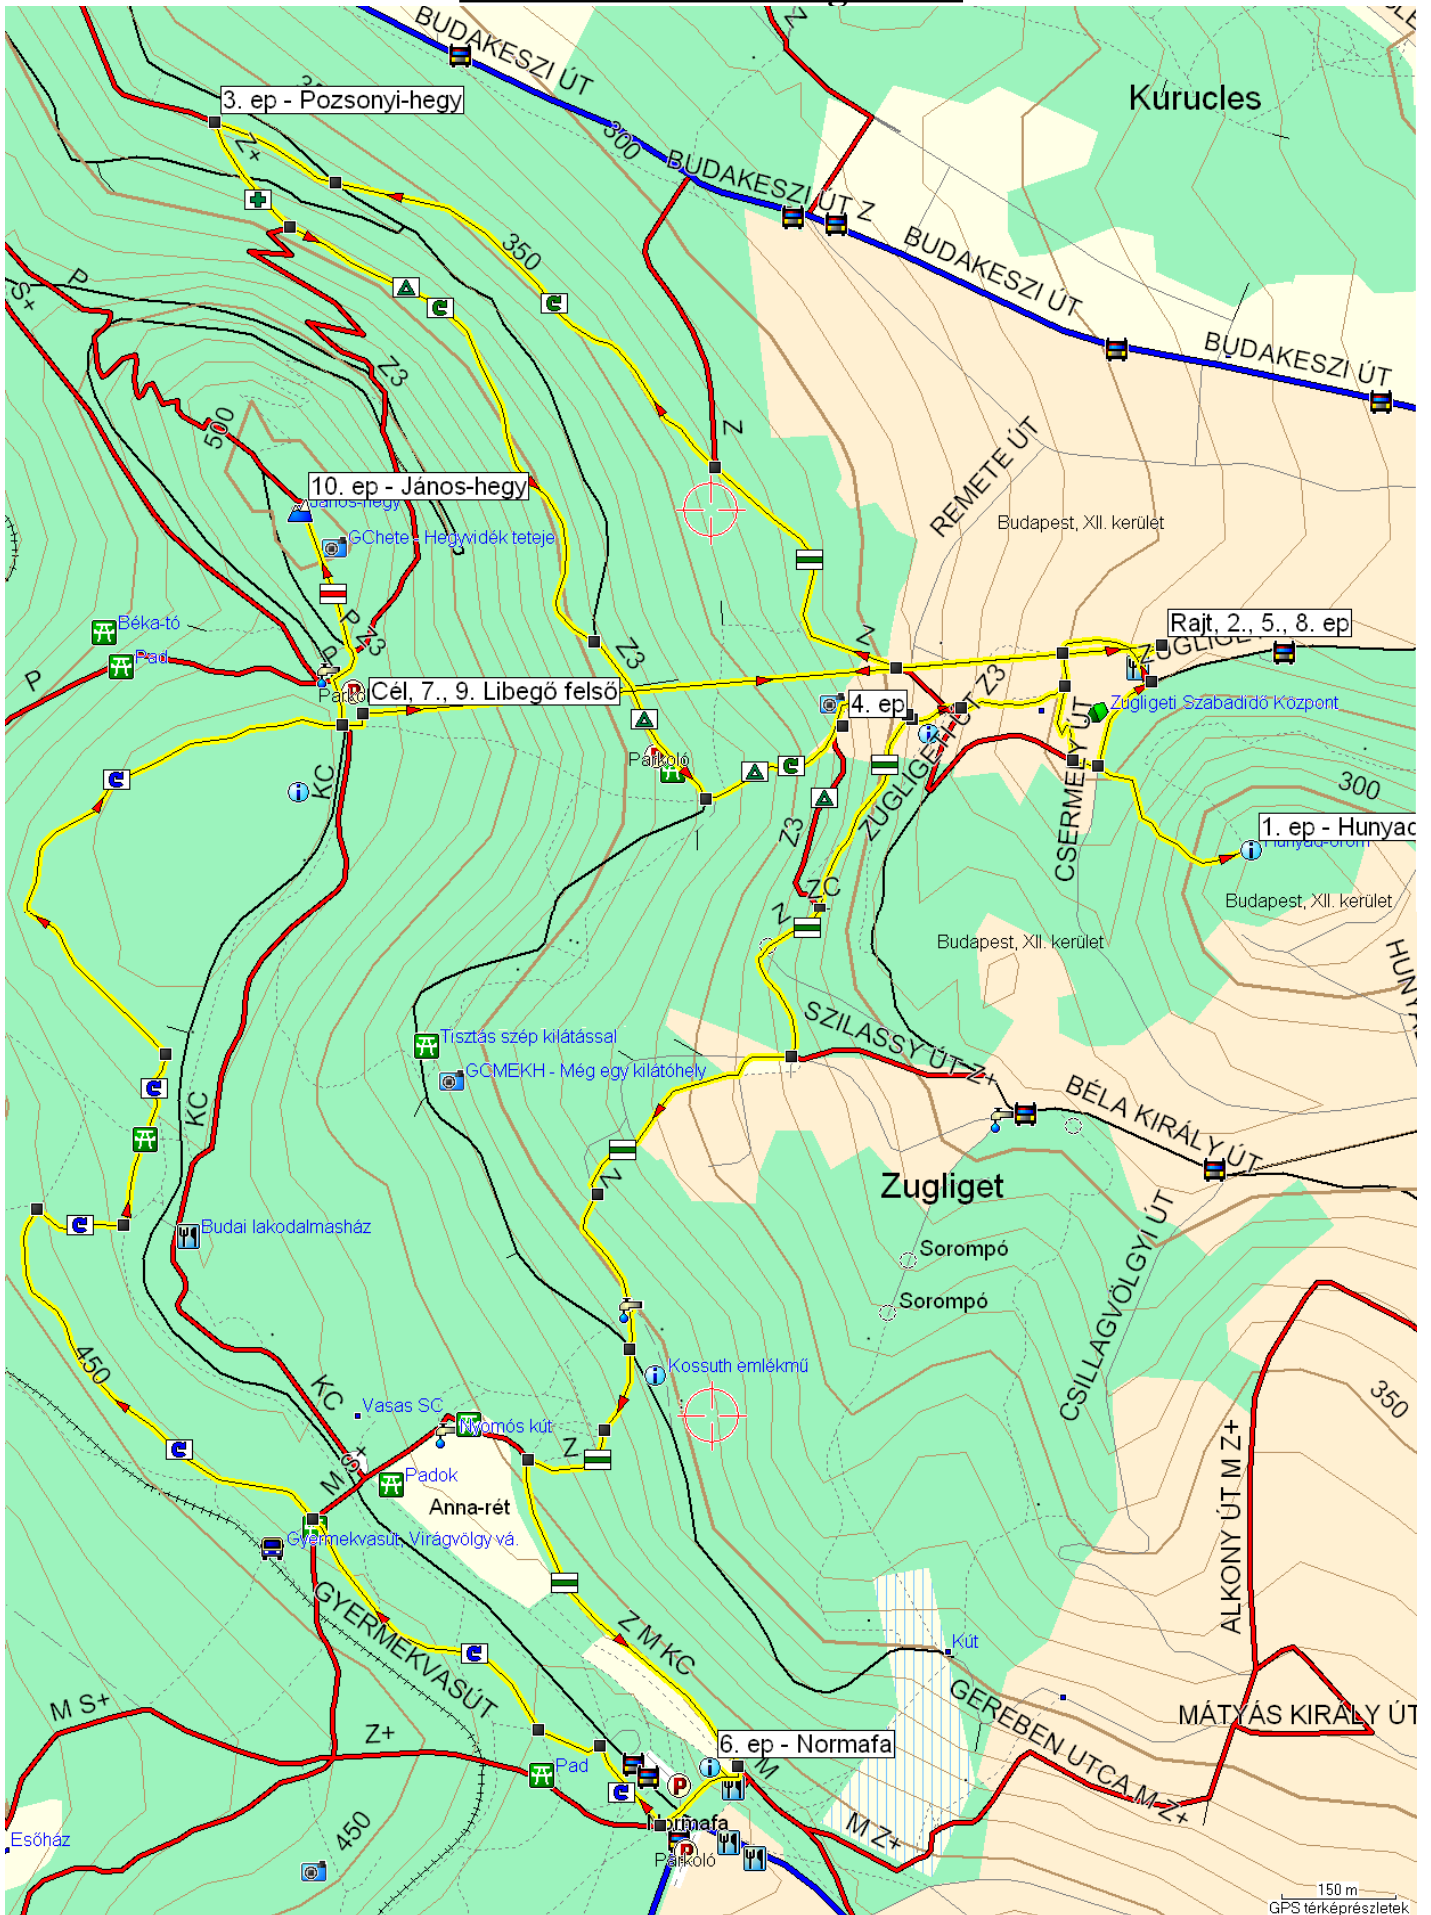 BUDAKESZI ÚT
Kurucles
3. ep - Pozsonyi-hegy
Z+
300
BUDAKESZI ÚT Z
BUDAKESZI ÚT
BUDAKESZI ÚT
350
P
S+
Z3
500
Z
REMETE ÚT
Budapest, XII. kerület
10. ep - János-hegy
János-hegy
GChete - Hegyvidék teteje
Béka-tó
Pad
P
P Z3
P
Z3
Z
Rajt, 2., 5., 8. ep
ZUGLIGE
Cél, 7., 9. Libegő felső
4. ep
Zugligeti Szabadidő Központ
Parkoló
ZUGLIGETI ÚT Z3
CSERMELY ÚT
300
1. ep - Hunyad
Hunyad-orom
KC
Z3
ZC
Z
Budapest, XII. kerület
Budapest, XII. kerület
HUNYA
Tisztás szép kilátással
GCMEKH - Még egy kilátóhely
SZILASSY ÚT Z+
BÉLA KIRÁLY ÚT
KC
Z
Zugliget
Budai lakodalmasház
Sorompó
Sorompó
CSILLAGVÖLGYI ÚT
450
KC
Kossuth emlékmű
350
Vasas SC
Nyomós kút
Z
M S+
Padok
Anna-rét
ALKONY ÚT M Z+
Gyermekvasút, Virágvölgy vá.
GYERMEKVASÚT
Z M KC
Kút
M S+
Z+
GEREBEN UTCA M Z+
MÁTYÁS KIRÁLY ÚT
6. ep - Normafa
M
Pad
Normafa
M Z+
Parkoló
Esőház
450
150 m
GPS térképrészletek